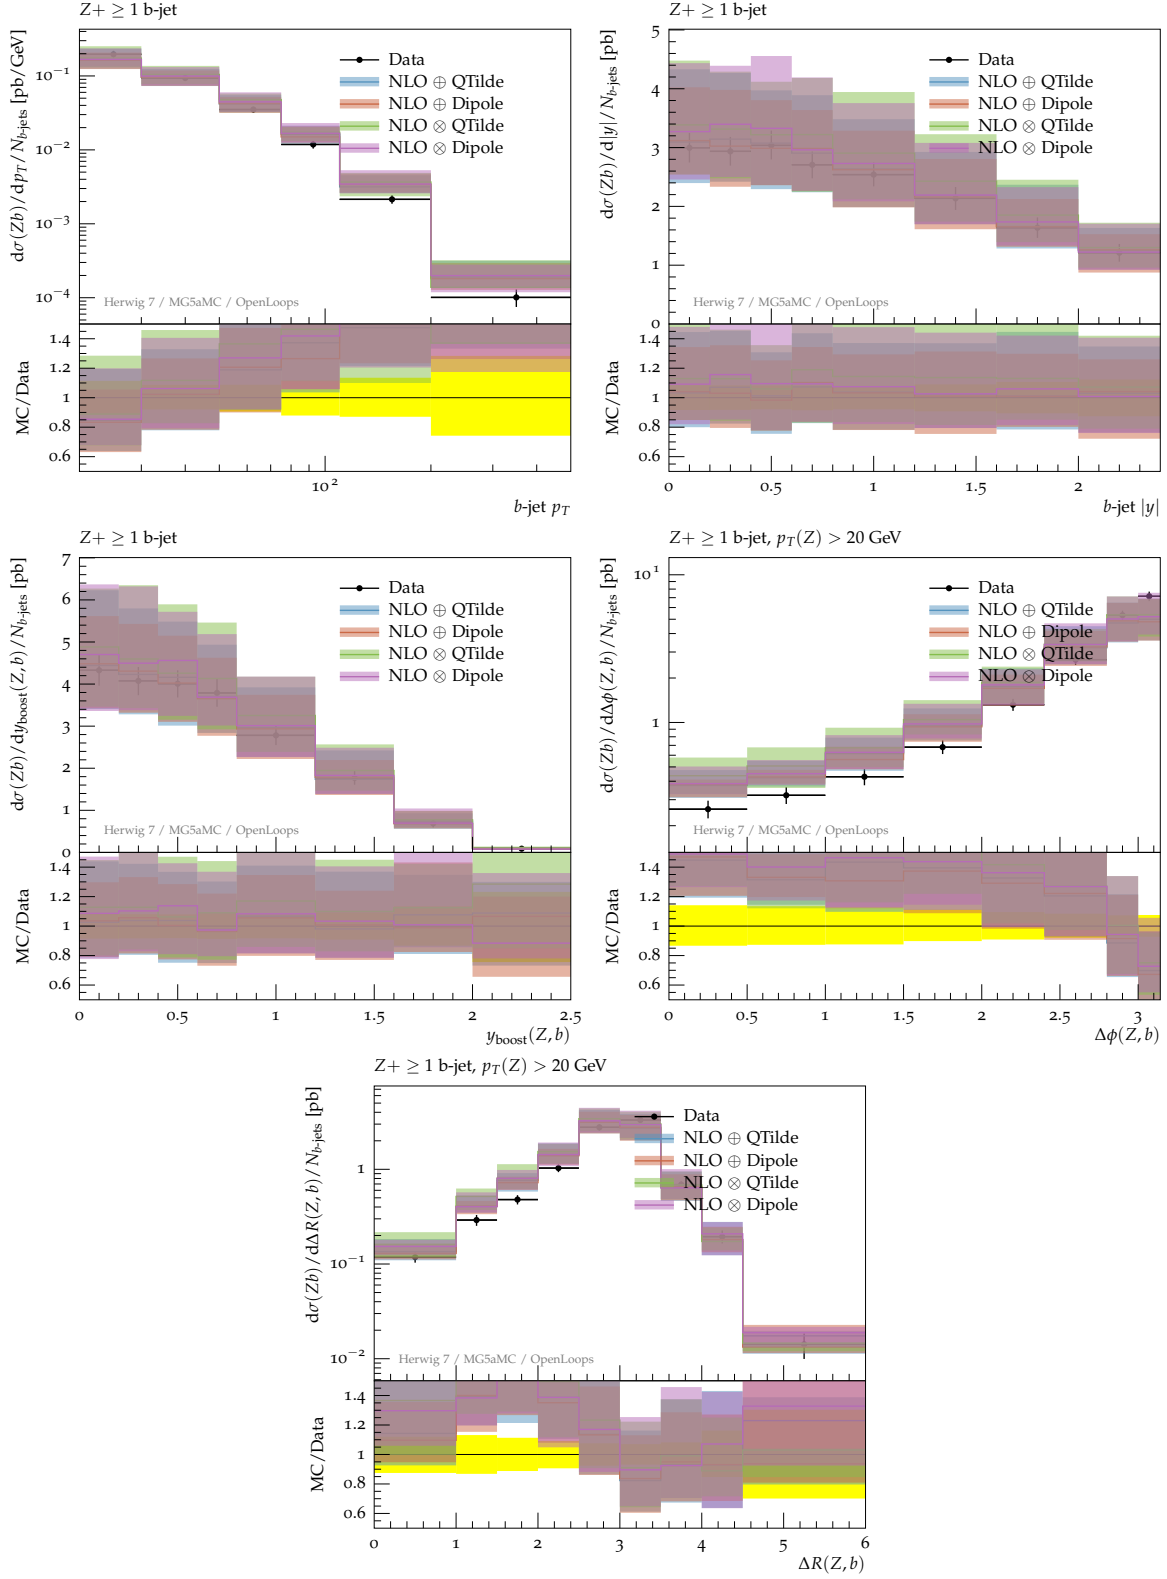 Z+ ≥ 1 b-jet
dσ(Zb)/dp_T/N_b-jets [pb/GeV]
10^−1
10^−2
10^−3
10^−4
Data
NLO ⊕ QTilde
NLO ⊕ Dipole
NLO ⊗ QTilde
NLO ⊗ Dipole
Herwig 7 / MG5aMC / OpenLoops
MC/Data
1.4
1.2
1
0.8
0.6
10^2
b-jet p_T
Z+ ≥ 1 b-jet
dσ(Zb)/d|y|/N_b-jets [pb]
5
4
3
2
1
0
Data
NLO ⊕ QTilde
NLO ⊕ Dipole
NLO ⊗ QTilde
NLO ⊗ Dipole
Herwig 7 / MG5aMC / OpenLoops
MC/Data
1.4
1.2
1
0.8
0.6
0 0.5 1 1.5 2
b-jet |y|
Z+ ≥ 1 b-jet
dσ(Zb)/dy_boost(Z, b)/N_b-jets [pb]
7
6
5
4
3
2
1
0
Data
NLO ⊕ QTilde
NLO ⊕ Dipole
NLO ⊗ QTilde
NLO ⊗ Dipole
Herwig 7 / MG5aMC / OpenLoops
MC/Data
1.4
1.2
1
0.8
0.6
0 0.5 1 1.5 2 2.5
y_boost(Z, b)
Z+ ≥ 1 b-jet, p_T(Z) > 20 GeV
dσ(Zb)/dΔφ(Z, b)/N_b-jets [pb]
10^1
1
Data
NLO ⊕ QTilde
NLO ⊕ Dipole
NLO ⊗ QTilde
NLO ⊗ Dipole
Herwig 7 / MG5aMC / OpenLoops
MC/Data
1.4
1.2
1
0.8
0.6
0 0.5 1 1.5 2 2.5 3
Δφ(Z, b)
Z+ ≥ 1 b-jet, p_T(Z) > 20 GeV
dσ(Zb)/dΔR(Z, b)/N_b-jets [pb]
1
10^−1
10^−2
Data
NLO ⊕ QTilde
NLO ⊕ Dipole
NLO ⊗ QTilde
NLO ⊗ Dipole
Herwig 7 / MG5aMC / OpenLoops
MC/Data
1.4
1.2
1
0.8
0.6
0 1 2 3 4 5 6
ΔR(Z, b)